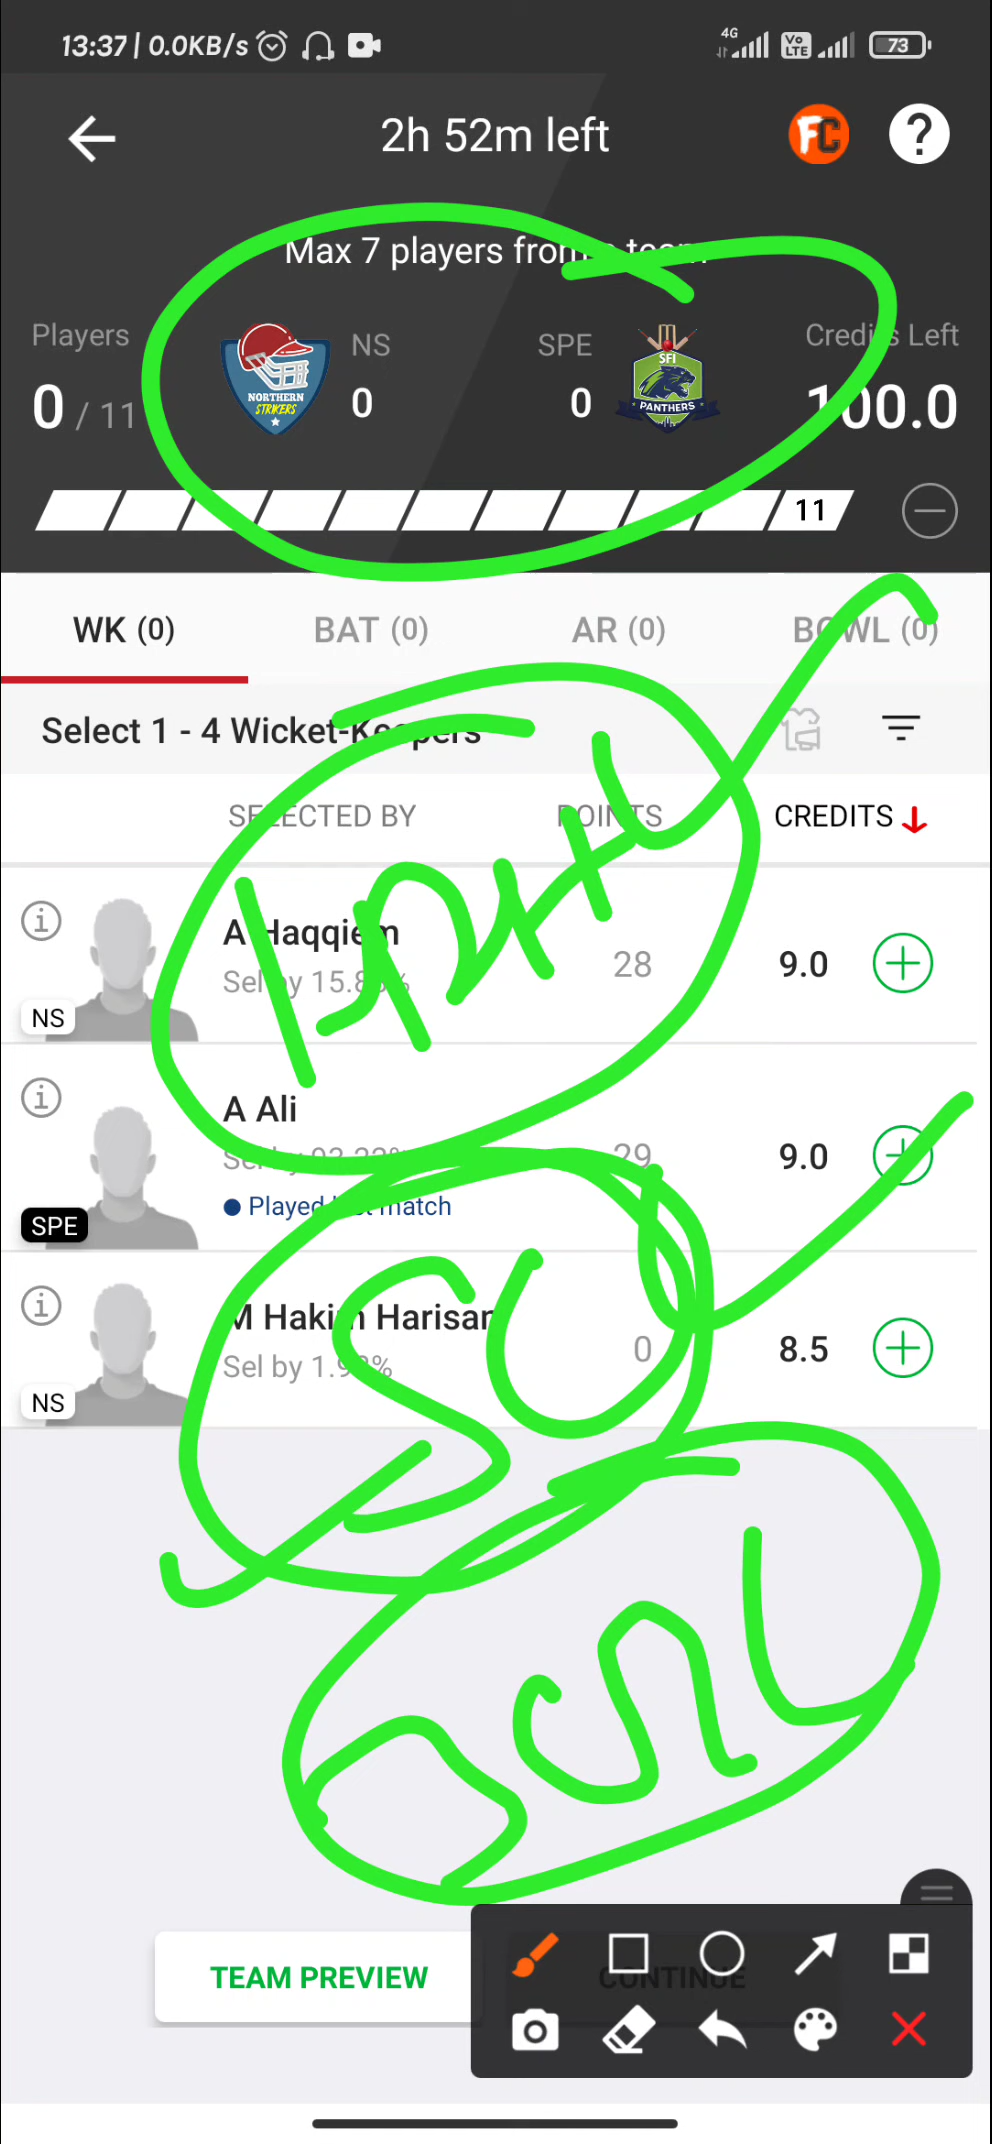 13:37 | 0.0KB/s 4G Vo LTE 73
2h 52m left FC ?
Max 7 players from a team
Players NS SPE Credits Left
0 / 11 NORTHERN STRIKERS 0 0 SFI PANTHERS 100.0
11
WK (0) BAT (0) AR (0) BOWL (0)
Select 1 - 4 Wicket-Keepers
SELECTED BY POINTS CREDITS
A Haqqiem
Sel by 15.8 % 28 9.0
NS
A Ali
Sel by 29 9.0
Played last match
SPE
M Hakim Harisan
Sel by 1.9 % 0 8.5
NS
TEAM PREVIEW CONTINUE